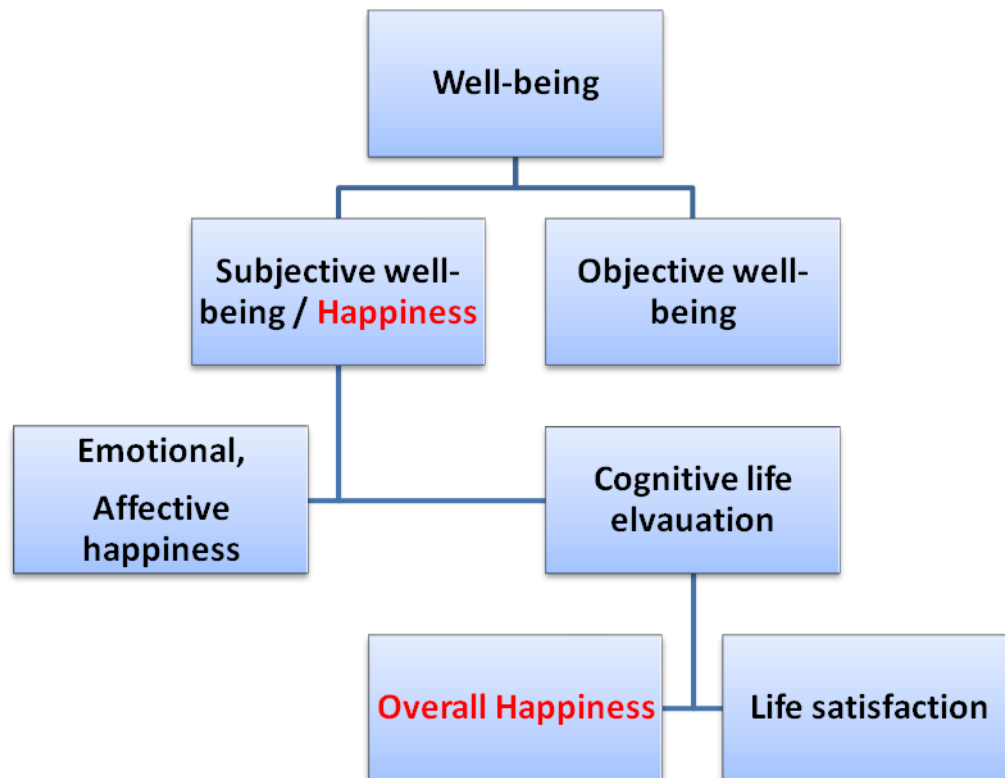 Well-being
Subjective well-
being / Happiness
Objective well-
being
Emotional,
Affective
happiness
Cognitive life
elvauation
Overall Happiness
Life satisfaction